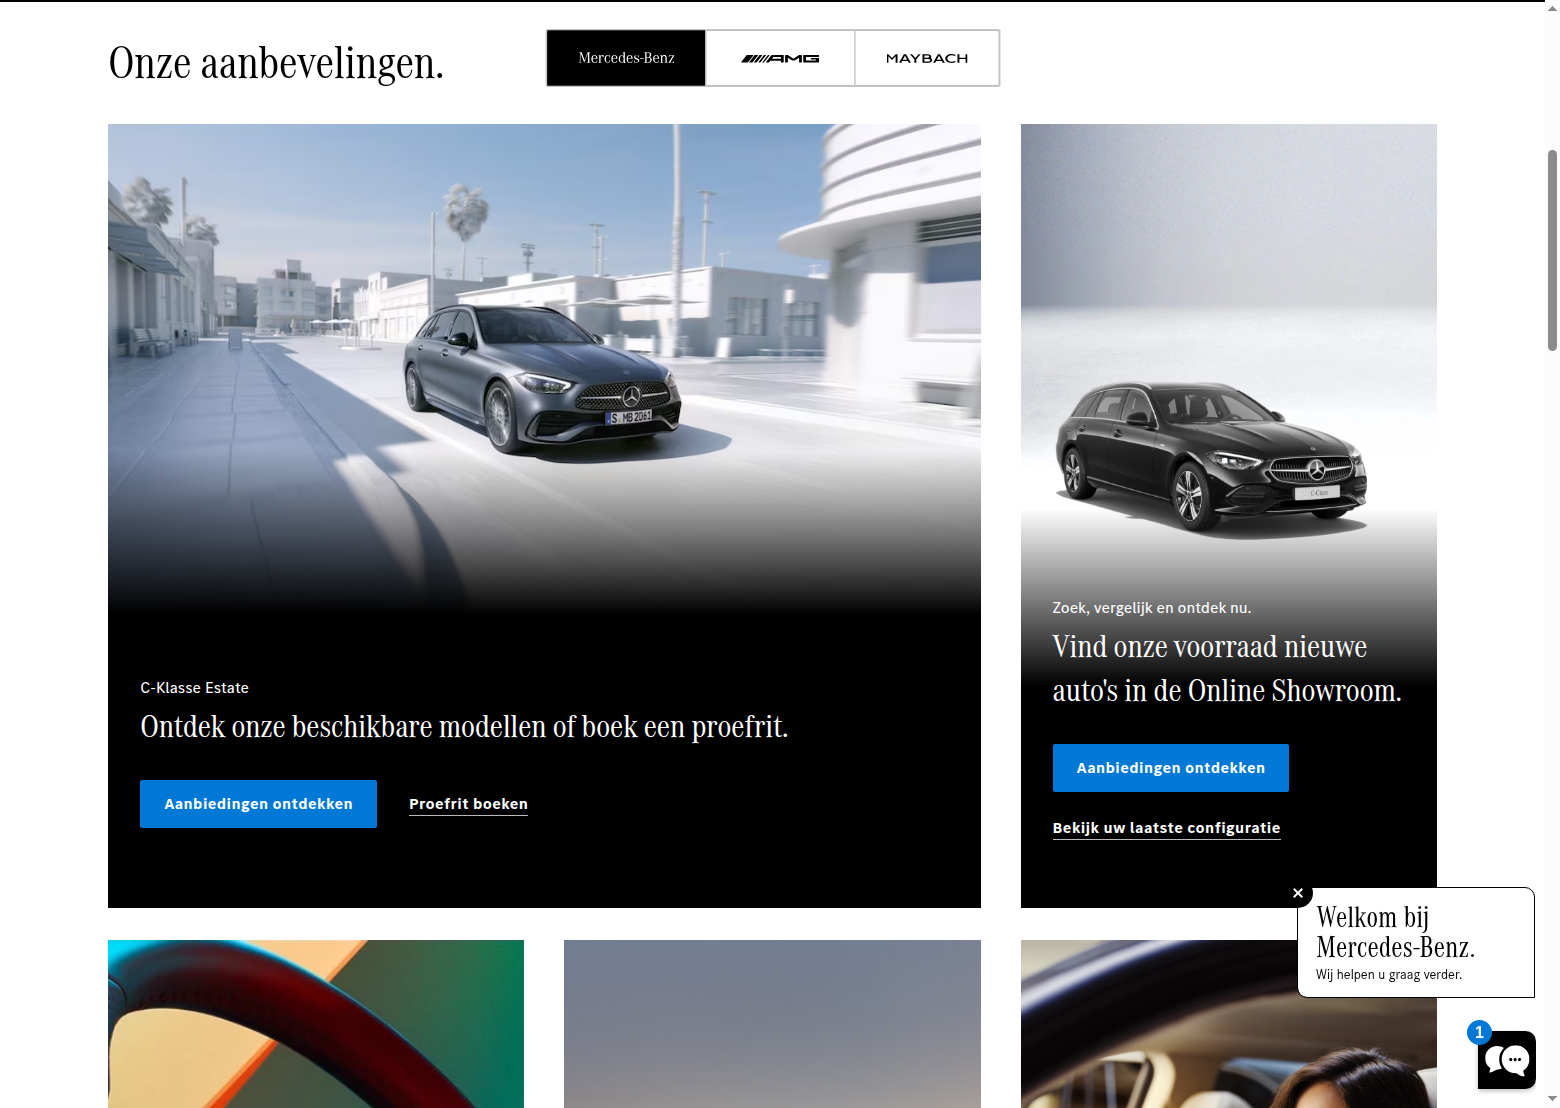 Onze aanbevelingen.
Mercedes-Benz
AMG
MAYBACH
S MB 2061
C-Klasse Estate
Ontdek onze beschikbare modellen of boek een proefrit.
Aanbiedingen ontdekken
Proefrit boeken
C-Class
Zoek, vergelijk en ontdek nu.
Vind onze voorraad nieuwe
auto's in de Online Showroom.
Aanbiedingen ontdekken
Bekijk uw laatste configuratie
Welkom bij
Mercedes-Benz.
Wij helpen u graag verder.
1